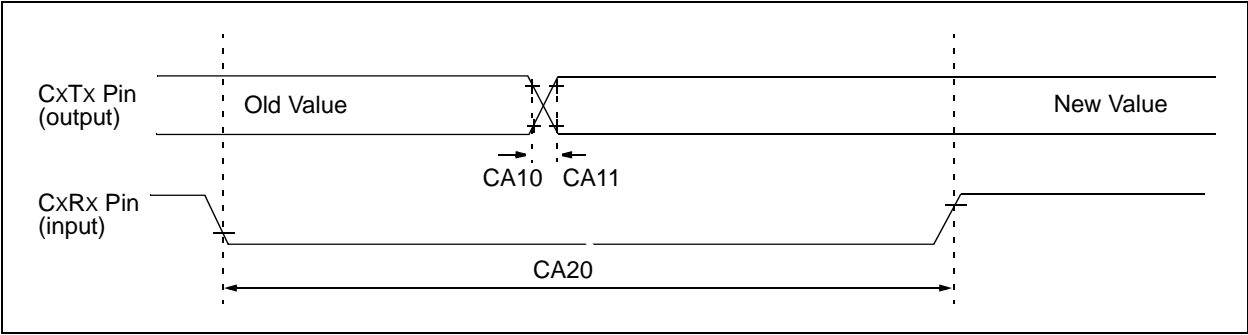 CXTX Pin
(output)
Old Value
New Value
CA10 CA11
CXRX Pin
(input)
CA20